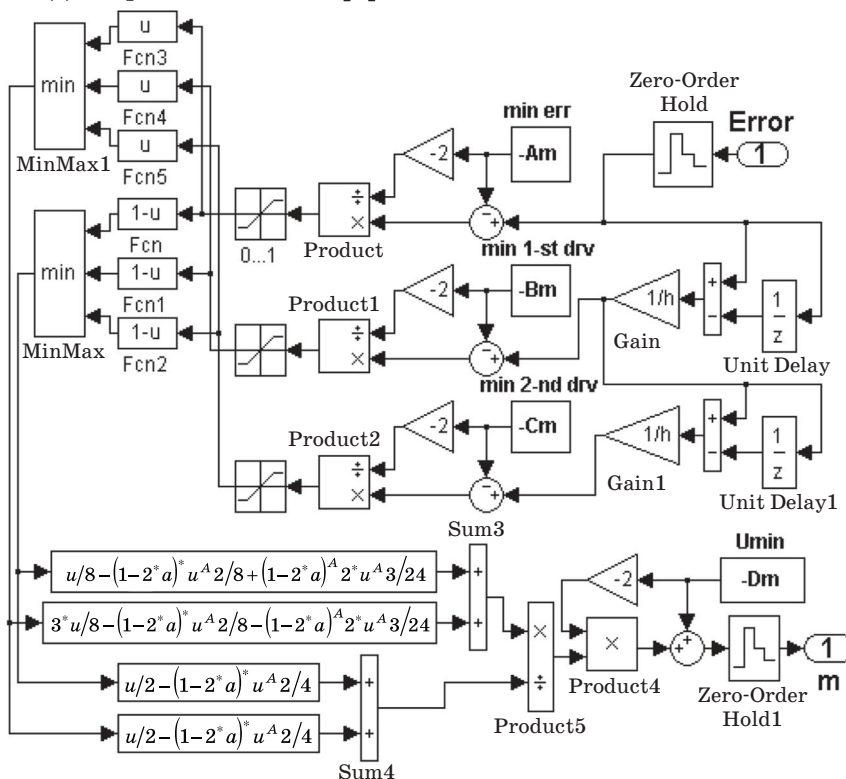 u
Fcn3
min
u
Fcn4
u
Fcn5
MinMax1
1-u
Fcn
min
1-u
Fcn1
1-u
Fcn2
MinMax
0...1
÷
×
Product
-2
min err
-Am
- +
Zero-Order
Hold
Error
1
min 1-st drv
Product1
÷
×
-2
-Bm
- +
1/h
Gain
+
-
1
z
Unit Delay
min 2-nd drv
Product2
÷
×
-2
-Cm
- +
1/h
Gain1
+
-
1
z
Unit Delay1
Sum3
u/8−(1−2*a)*u^A 2/8+(1−2*a)^A 2*u^A 3/24
+
3*u/8−(1−2*a)*u^A 2/8−(1−2*a)^A 2*u^A 3/24
+
u/2−(1−2*a)*u^A 2/4
+
u/2−(1−2*a)*u^A 2/4
+
Sum4
×
÷
Product5
-2
×
Product4
Umin
-Dm
+ +
Zero-Order
Hold1
1
m